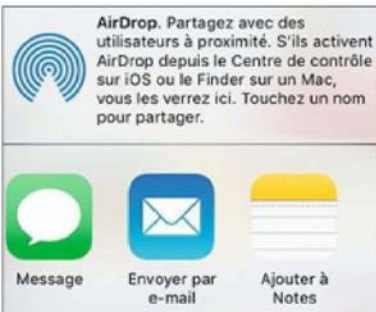 AirDrop. Partagez avec des
utilisateurs à proximité. S'ils activent
AirDrop depuis le Centre de contrôle
sur iOS ou le Finder sur un Mac,
vous les verrez ici. Touchez un nom
pour partager.
Message
Envoyer par
e-mail
Ajouter à
Notes